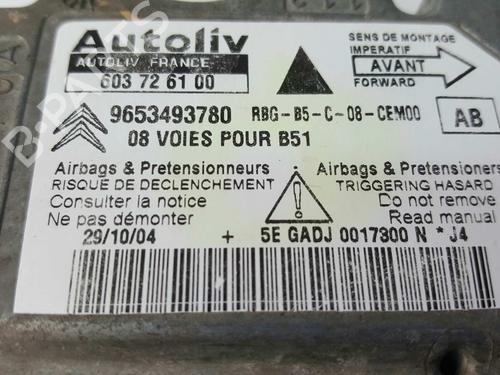 Autoliv
AUTOLIV FRANCE
603 72 61 00
SENS DE MONTAGE
IMPERATIF
AVANT
FORWARD
9653493780 RBG-B5-C-08-CEM00
AB
08 VOIES POUR B51
Airbags & Pretensionneurs
RISQUE DE DECLENCHEMENT
Consulter la notice
Ne pas démonter
Airbags & Pretensioners
TRIGGERING HASARD
Do not remove
Read manual
29/10/04 + 5E GADJ 0017300 N * J4
B-PARTS